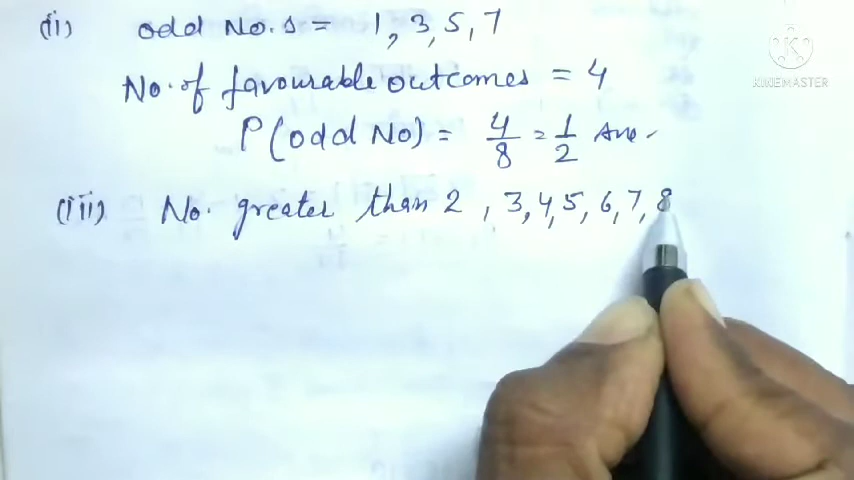 (ii) odd No.s = 1, 3, 5, 7
KINEMASTER
No. of favourable outcomes = 4
P(odd No) = 4/8 = 1/2 Ans -
(iii) No. greater than 2, 3, 4, 5, 6, 7, 8